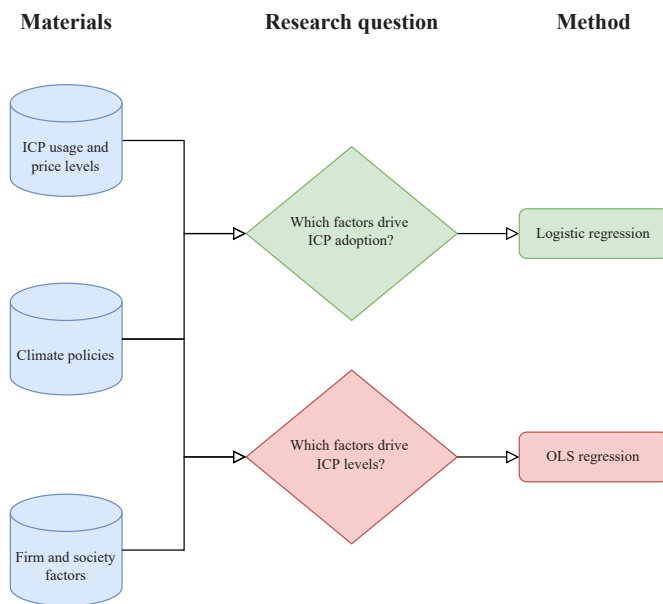 Materials
Research question
Method
ICP usage and
price levels
Which factors drive
ICP adoption?
Logistic regression
Climate policies
Which factors drive
ICP levels?
OLS regression
Firm and society
factors